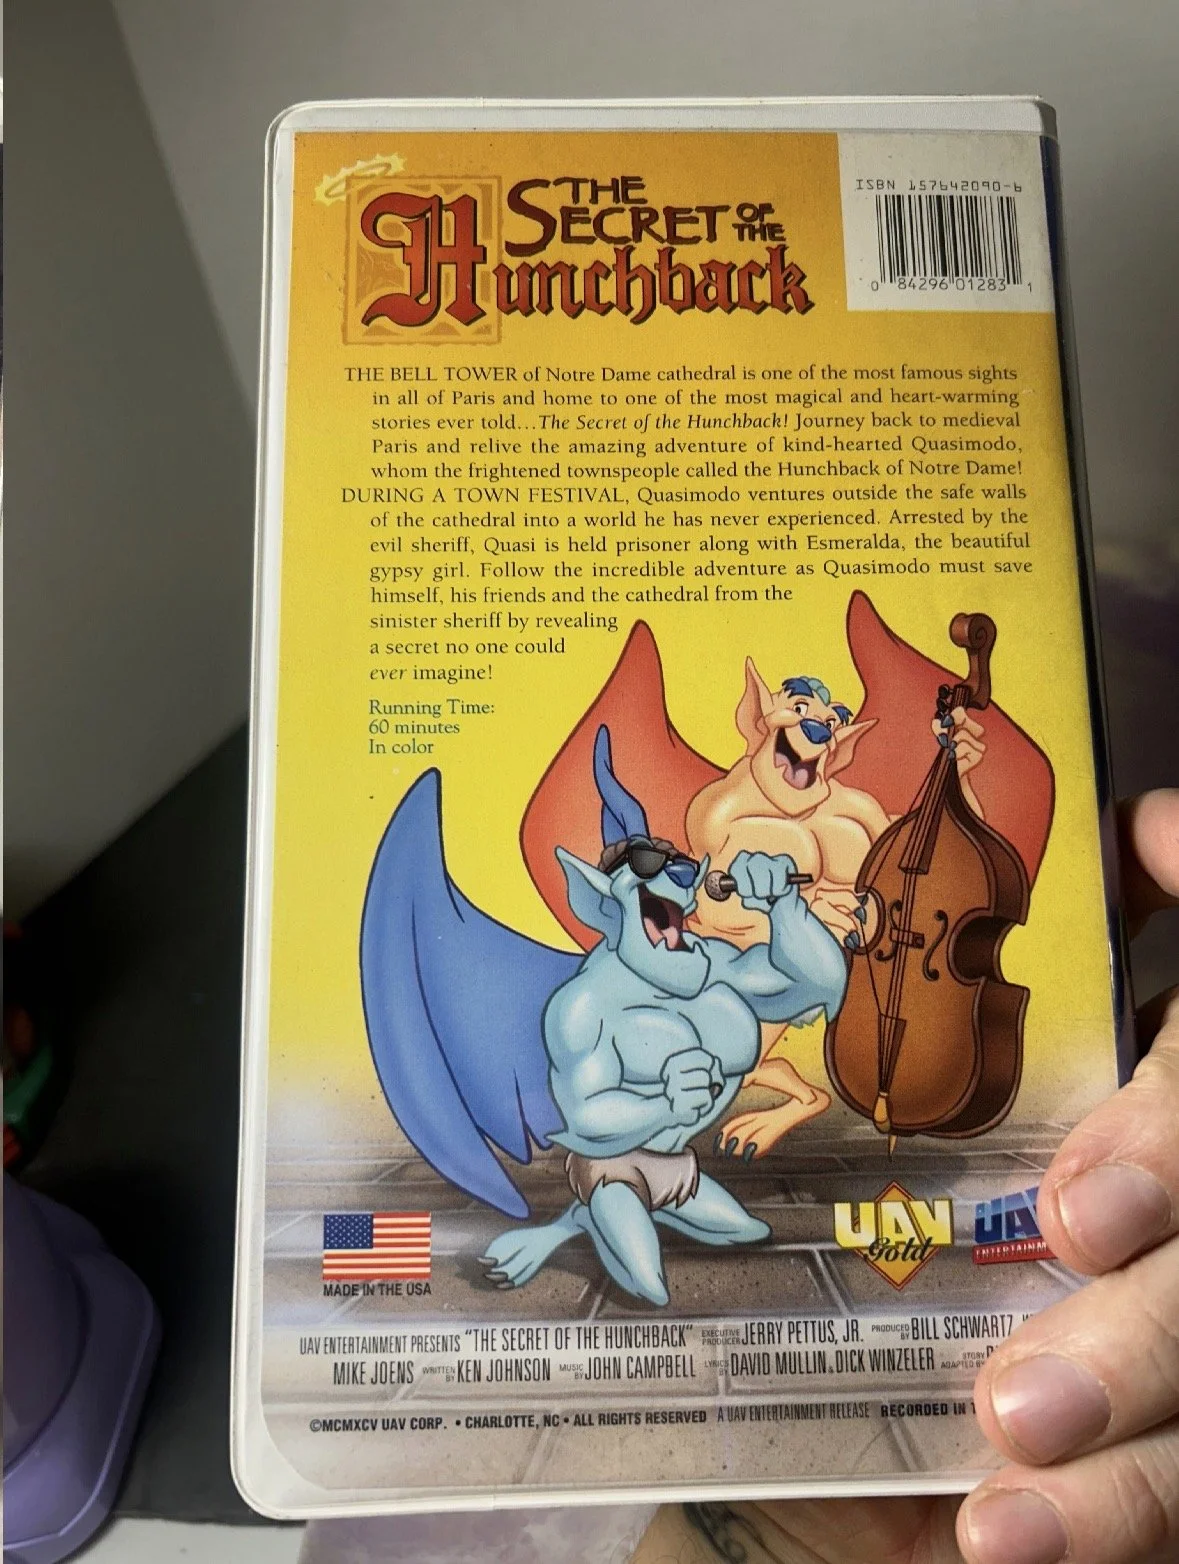 THE
SECRET OF THE
Hunchback
ISBN 157642090-6
0 84296 01283 1
THE BELL TOWER of Notre Dame cathedral is one of the most famous sights
in all of Paris and home to one of the most magical and heart-warming
stories ever told...The Secret of the Hunchback! Journey back to medieval
Paris and relive the amazing adventure of kind-hearted Quasimodo,
whom the frightened townspeople called the Hunchback of Notre Dame!
DURING A TOWN FESTIVAL, Quasimodo ventures outside the safe walls
of the cathedral into a world he has never experienced. Arrested by the
evil sheriff, Quasi is held prisoner along with Esmeralda, the beautiful
gypsy girl. Follow the incredible adventure as Quasimodo must save
himself, his friends and the cathedral from the
sinister sheriff by revealing
a secret no one could
ever imagine!
Running Time:
60 minutes
In color
MADE IN THE USA
UAV
Gold
UA
ENTERTAINM
UAV ENTERTAINMENT PRESENTS "THE SECRET OF THE HUNCHBACK" EXECUTIVE PRODUCER JERRY PETTUS, JR. PRODUCED BY BILL SCHWARTZ
MIKE JOENS WRITTEN BY KEN JOHNSON MUSIC BY JOHN CAMPBELL LYRICS BY DAVID MULLIN & DICK WINZELER STORY ADAPTED BY
©MCMXCV UAV CORP. • CHARLOTTE, NC • ALL RIGHTS RESERVED A UAV ENTERTAINMENT RELEASE RECORDED IN